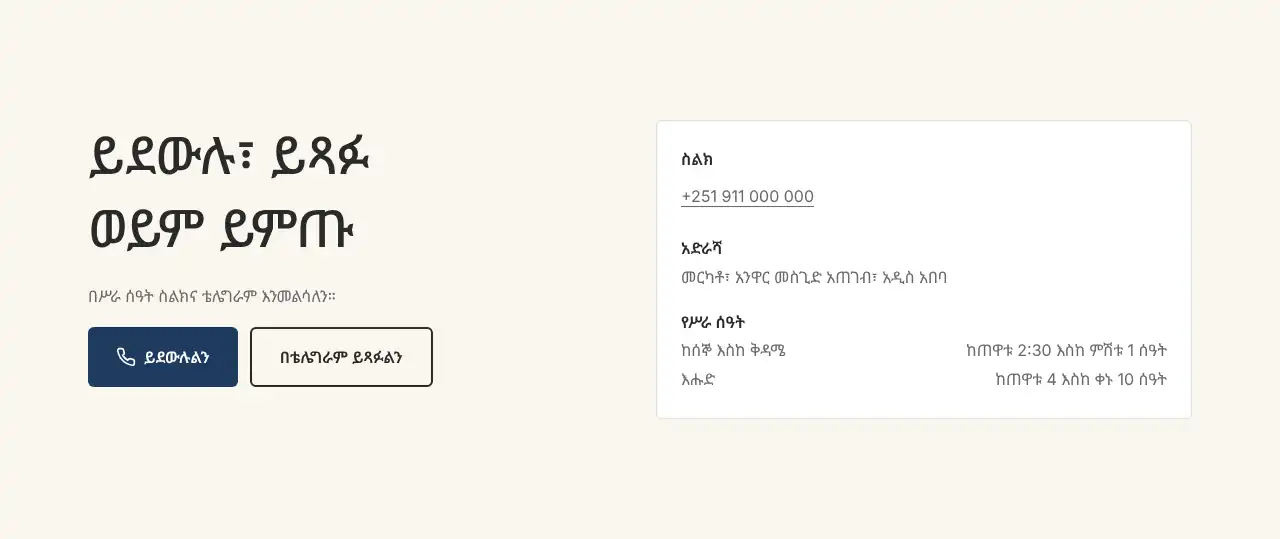 ይደውሉ፣ ይጻፉ
ወይም ይምጡ
በሥራ ሰዓት ስልክና ቴሌግራም እንመልሳለን።
ይደውሉልን
በቴሌግራም ይጻፉልን
ስልክ
+251 911 000 000
አድራሻ
መርካቶ፣ አንዋር መስጊድ አጠገብ፣ አዲስ አበባ
የሥራ ሰዓት
ከሰኞ እስከ ቅዳሜ ከጠዋቱ 2:30 እስከ ምሽቱ 1 ሰዓት
እሑድ ከጠዋቱ 4 እስከ ቀኑ 10 ሰዓት